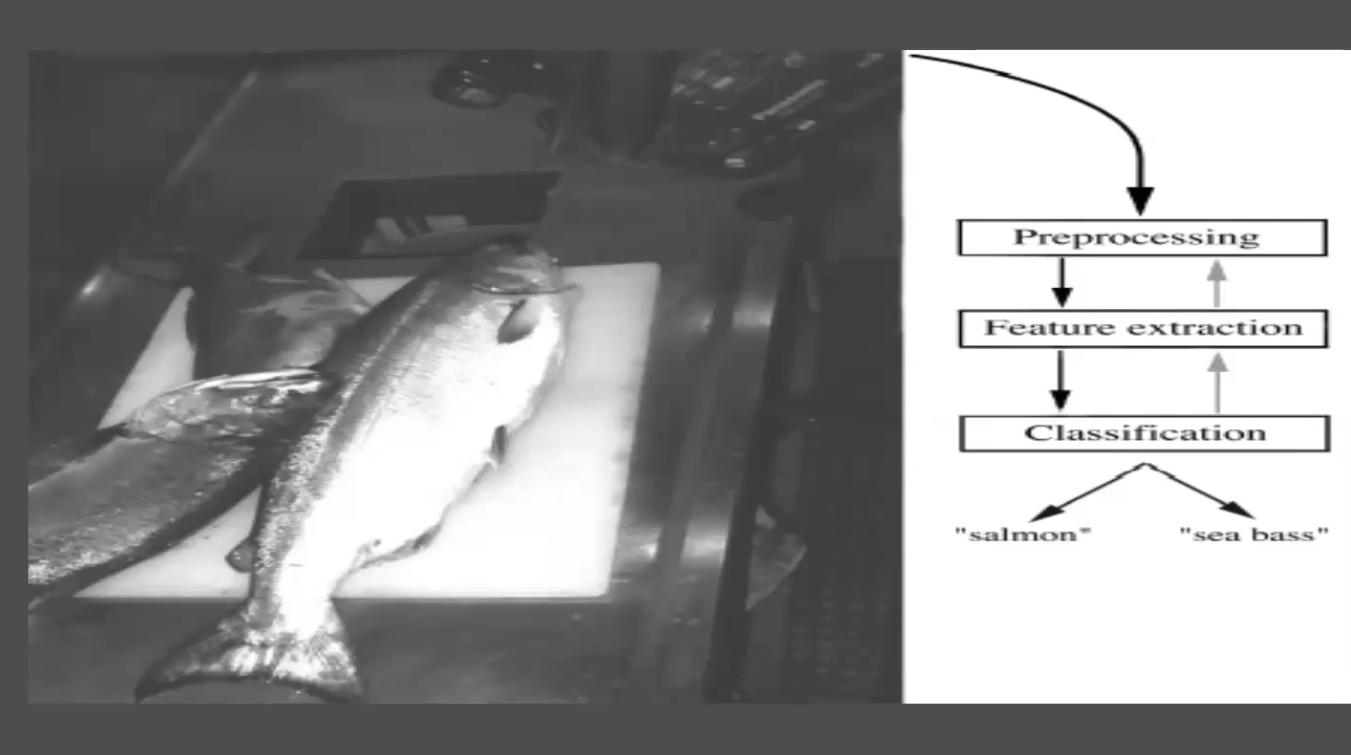 Preprocessing
Feature extraction
Classification
"salmon" "sea bass"